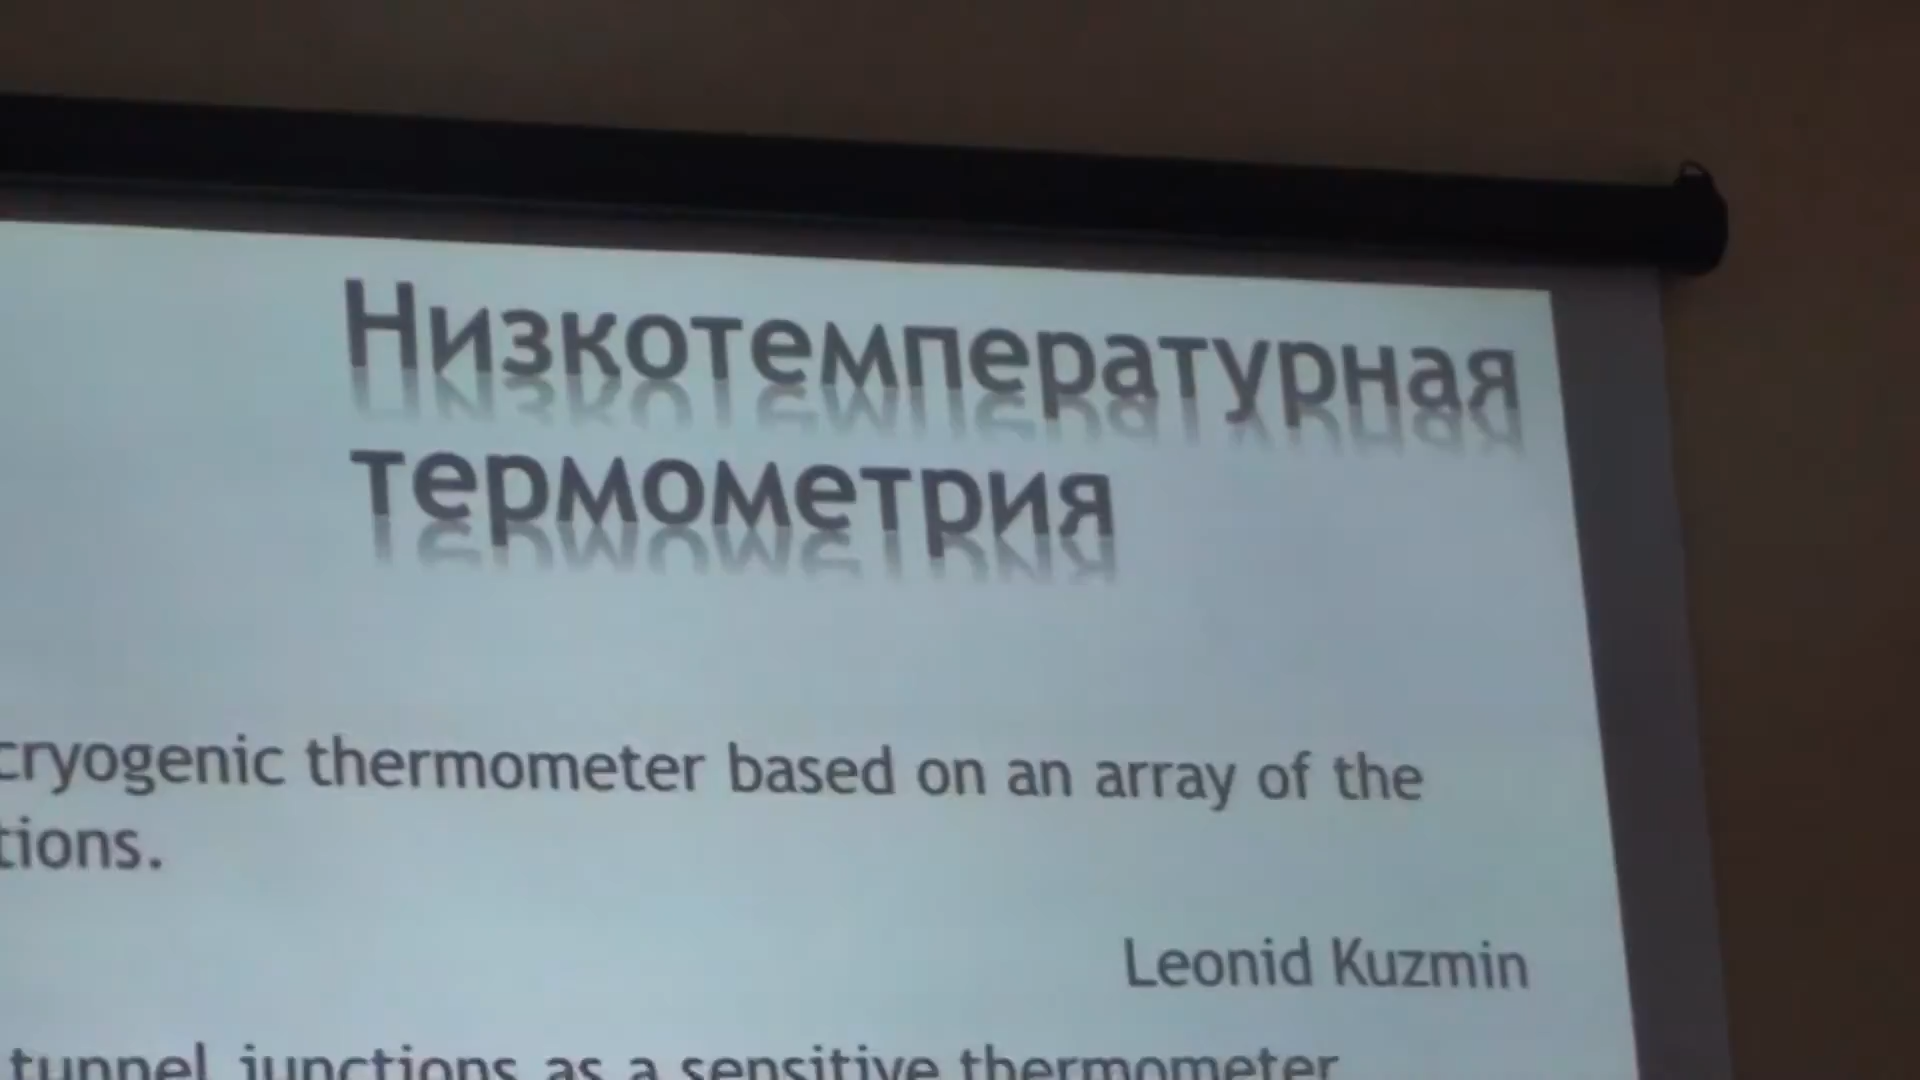 Низкотемпературная
термометрия
cryogenic thermometer based on an array of the
tions.
Leonid Kuzmin
tunnel junctions as a sensitive thermometer